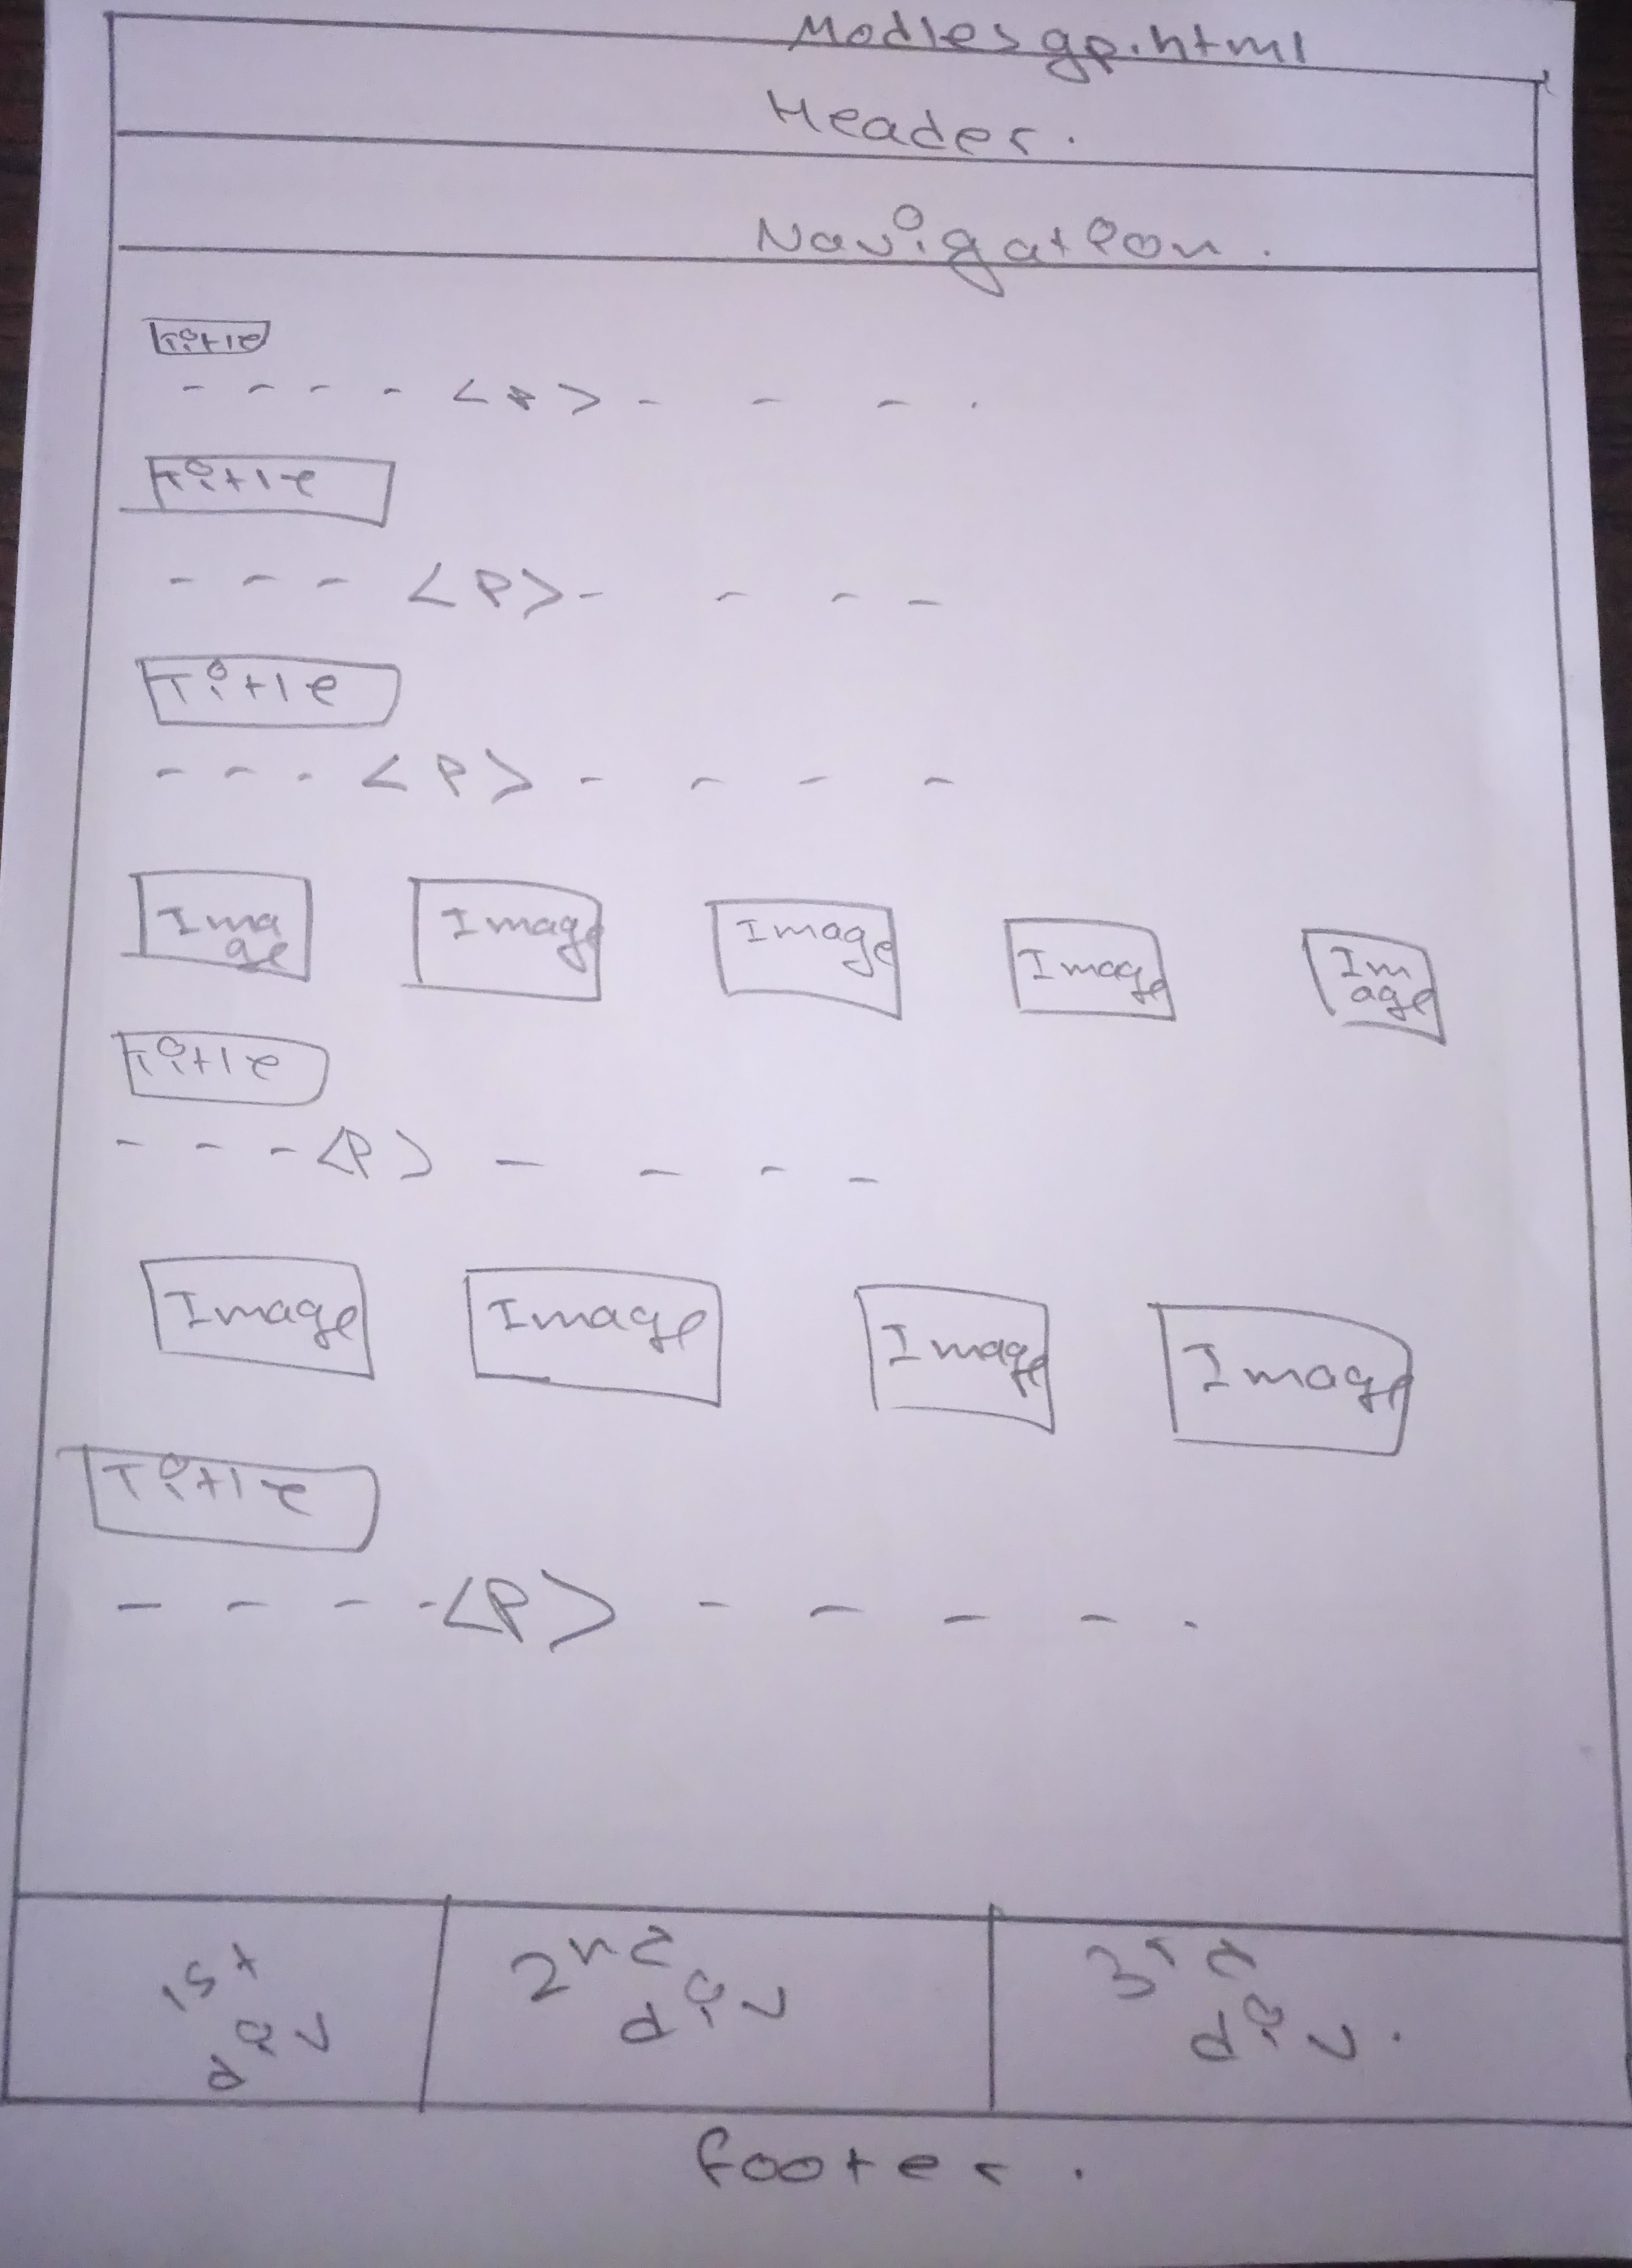 Modlesgp.html
Header.
Navigation.
Title
- - - - <P> - - - .
Title
- - - <P> - - - -
Title
- - - <P> - - - -
Image Image Image Image Image
Title
- - - <P> - - - -
Image Image Image Image
Title
- - - - <P> - - - - .
1st div 2nd div 3rd div.
footer.